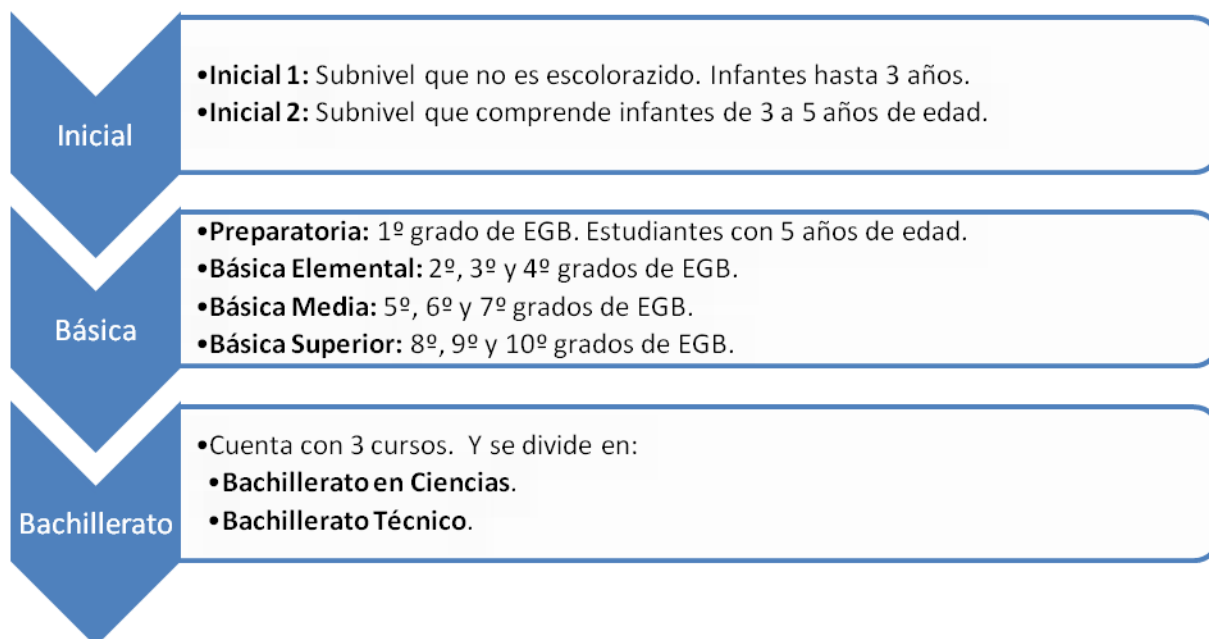 Inicial
•Inicial 1: Subnivel que no es escolorazido. Infantes hasta 3 años.
•Inicial 2: Subnivel que comprende infantes de 3 a 5 años de edad.
Básica
•Preparatoria: 1º grado de EGB. Estudiantes con 5 años de edad.
•Básica Elemental: 2º, 3º y 4º grados de EGB.
•Básica Media: 5º, 6º y 7º grados de EGB.
•Básica Superior: 8º, 9º y 10º grados de EGB.
Bachillerato
•Cuenta con 3 cursos. Y se divide en:
•Bachillerato en Ciencias.
•Bachillerato Técnico.